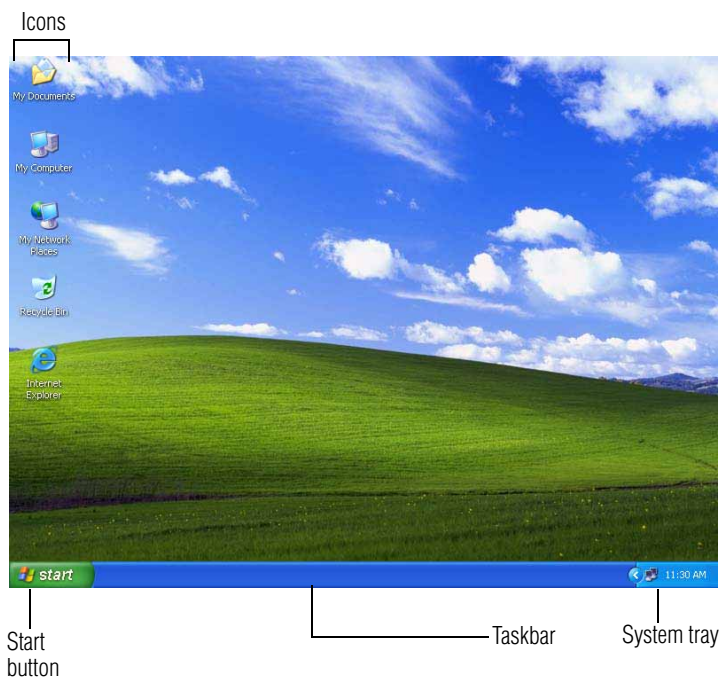 Icons
My Documents
My Computer
My Network
Places
Recycle Bin
Internet
Explorer
start
11:30 AM
Start
button
Taskbar
System tray